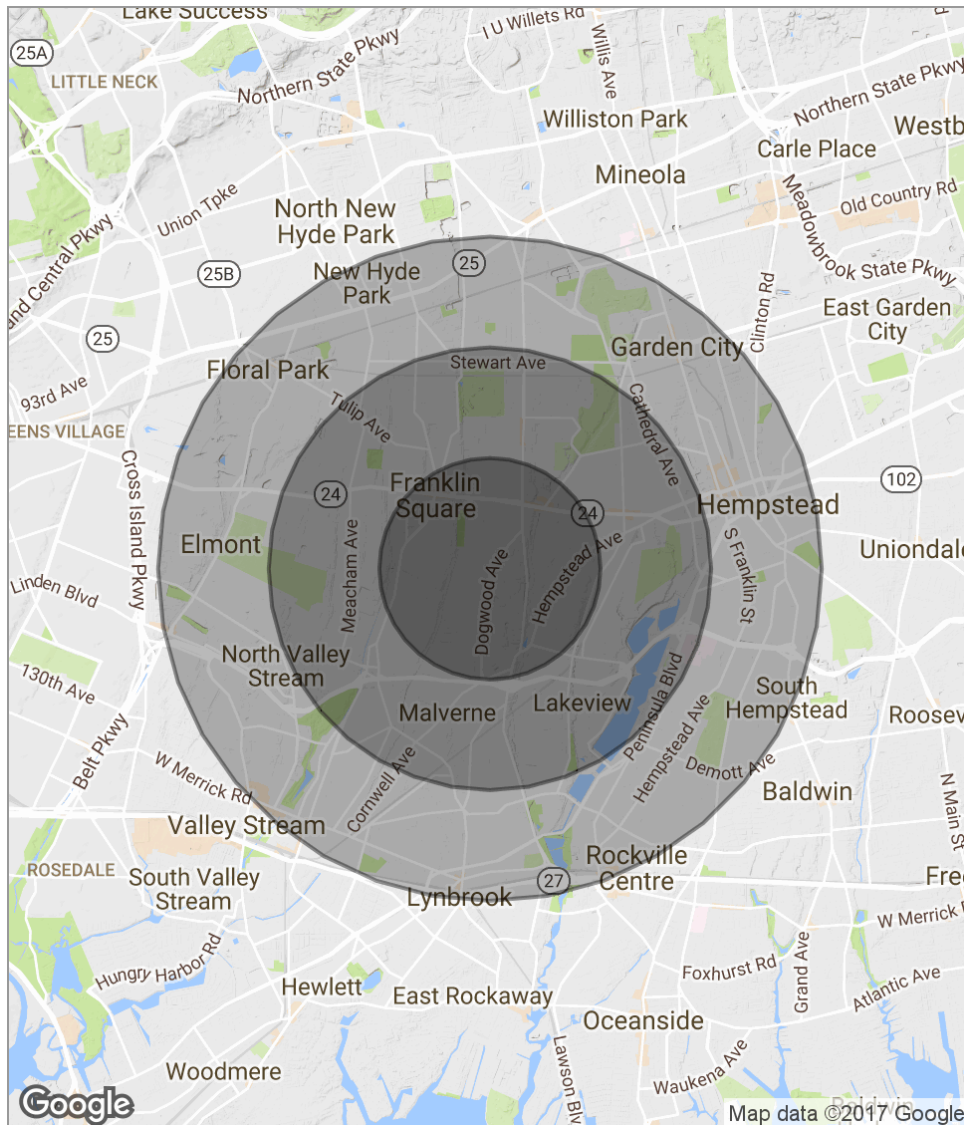 Lake Success
I U Willets Rd
25A
LITTLE NECK
Northern State Pkwy
Willis Ave
Northern State Pkwy
Williston Park
Westb
Carle Place
Mineola
Union Tpke
Old Country Rd
North New
Hyde Park
Meadowbrook State Pkwy
and Central Pkwy
25B
New Hyde
Park
25
Clinton Rd
East Garden
City
25
Garden City
Floral Park
Stewart Ave
93rd Ave
Tulip Ave
Cathedral Ave
EENS VILLAGE
Cross Island Pkwy
Franklin
Square
24
24
102
Hempstead
Elmont
Meacham Ave
Dogwood Ave
Hempstead Ave
S Franklin St
Uniondale
Linden Blvd
North Valley
Stream
130th Ave
Malverne
Lakeview
Peninsula Blvd
South
Hempstead
Hempstead Ave
Roosev
Belt Pkwy
W Merrick Rd
Cornwell Ave
Demott Ave
Baldwin
N Main St
Valley Stream
ROSEDALE
South Valley
Stream
Rockville
Centre
27
Lynbrook
Free
W Merrick
Hungry Harbor Rd
Foxhurst Rd
Grand Ave
Atlantic Ave
Hewlett
East Rockaway
Oceanside
Woodmere
Lawson Blv
Waukena Ave
Baldwin
Google
Map data ©2017 Google